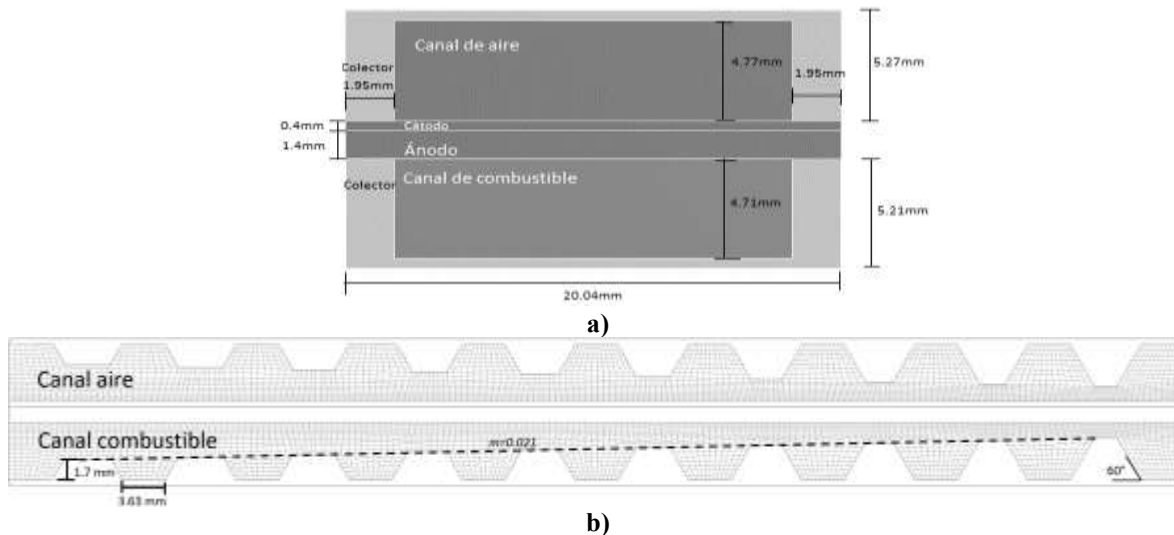 Canal de aire
Colector
1.95mm
4.77mm
1.95mm
5.27mm
0.4mm
Cátodo
1.4mm
Ánodo
Colector
Canal de combustible
4.71mm
5.21mm
20.04mm
a)
Canal aire
Canal combustible
m=0.021
1.7 mm
60°
3.63 mm
b)